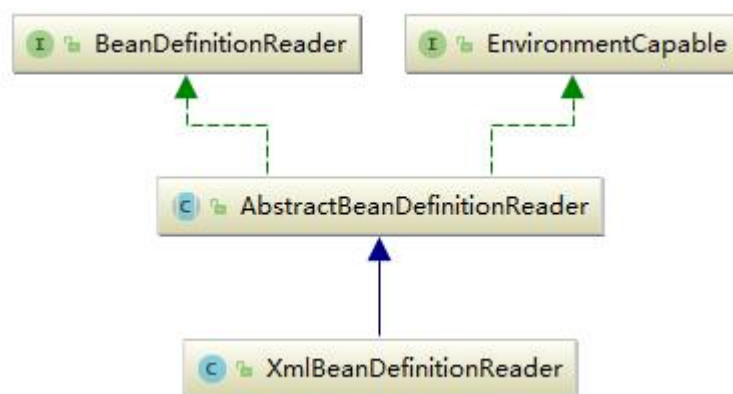 I BeanDefinitionReader
I EnvironmentCapable
C AbstractBeanDefinitionReader
C XmlBeanDefinitionReader